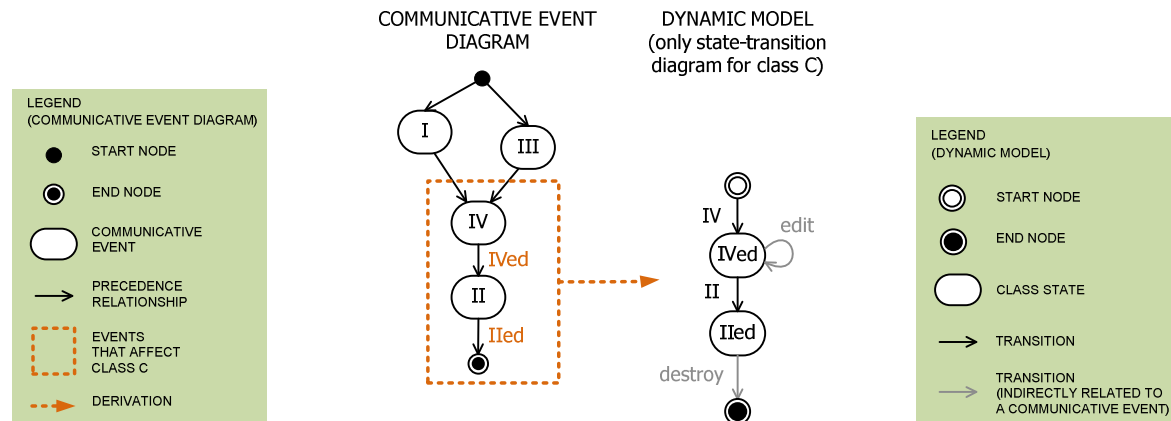 COMMUNICATIVE EVENT
DIAGRAM
DYNAMIC MODEL
(only state-transition
diagram for class C)
LEGEND
(COMMUNICATIVE EVENT DIAGRAM)
START NODE
END NODE
COMMUNICATIVE
EVENT
PRECEDENCE
RELATIONSHIP
EVENTS
THAT AFFECT
CLASS C
DERIVATION
I
III
IV
IVed
II
IIed
IV
edit
IVed
II
IIed
destroy
LEGEND
(DYNAMIC MODEL)
START NODE
END NODE
CLASS STATE
TRANSITION
TRANSITION
(INDIRECTLY RELATED TO
A COMMUNICATIVE EVENT)